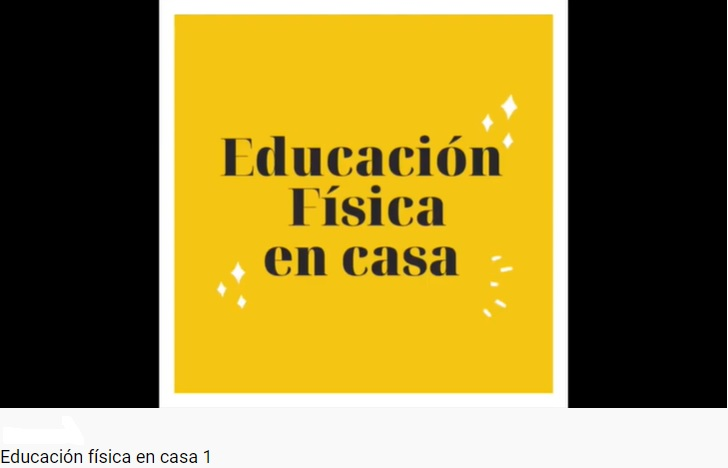 Educación
Física
en casa
Educación física en casa 1